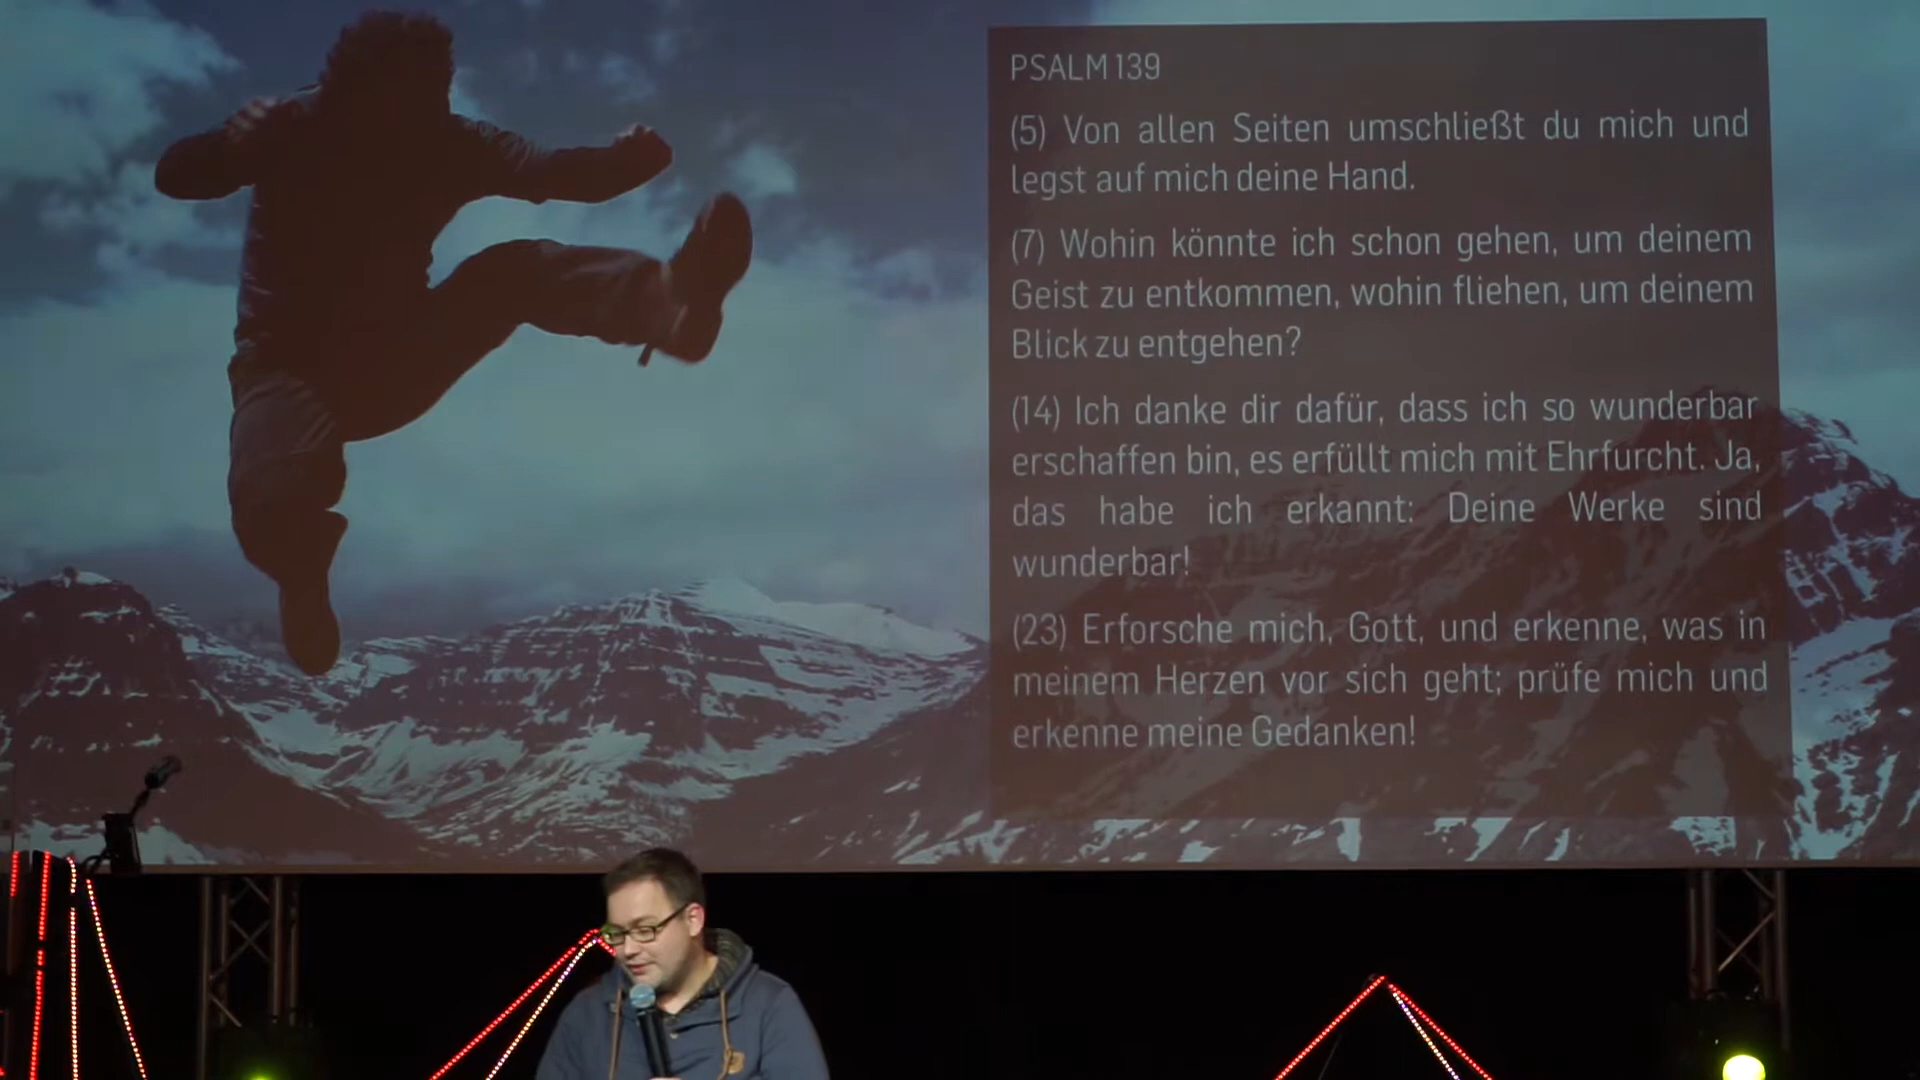 PSALM 139
(5) Von allen Seiten umschließt du mich und
legst auf mich deine Hand.
(7) Wohin könnte ich schon gehen, um deinem
Geist zu entkommen, wohin fliehen, um deinem
Blick zu entgehen?
(14) Ich danke dir dafür, dass ich so wunderbar
erschaffen bin, es erfüllt mich mit Ehrfurcht. Ja,
das habe ich erkannt: Deine Werke sind
wunderbar!
(23) Erforsche mich, Gott, und erkenne, was in
meinem Herzen vor sich geht; prüfe mich und
erkenne meine Gedanken!